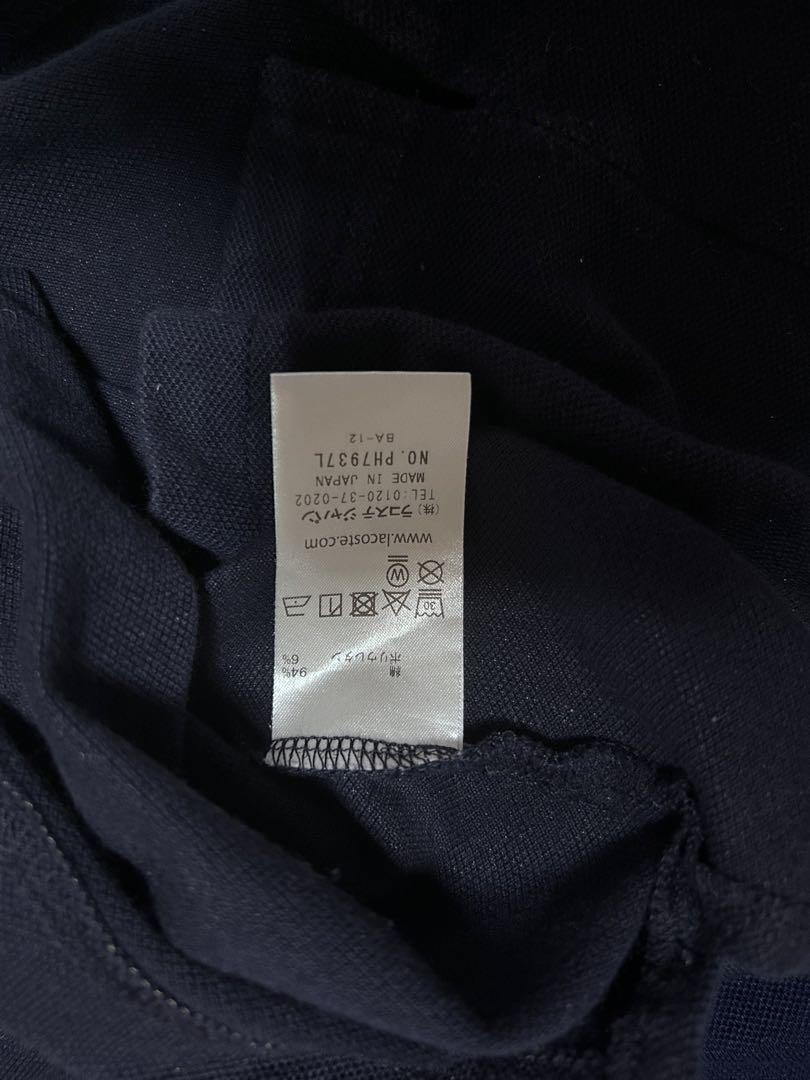 綿 94%
ポリウレタン 6%
30
W
www.lacoste.com
(株) ラコステ ジャパン
TEL:0120-37-0202
MADE IN JAPAN
NO. PH7937L
BA-12